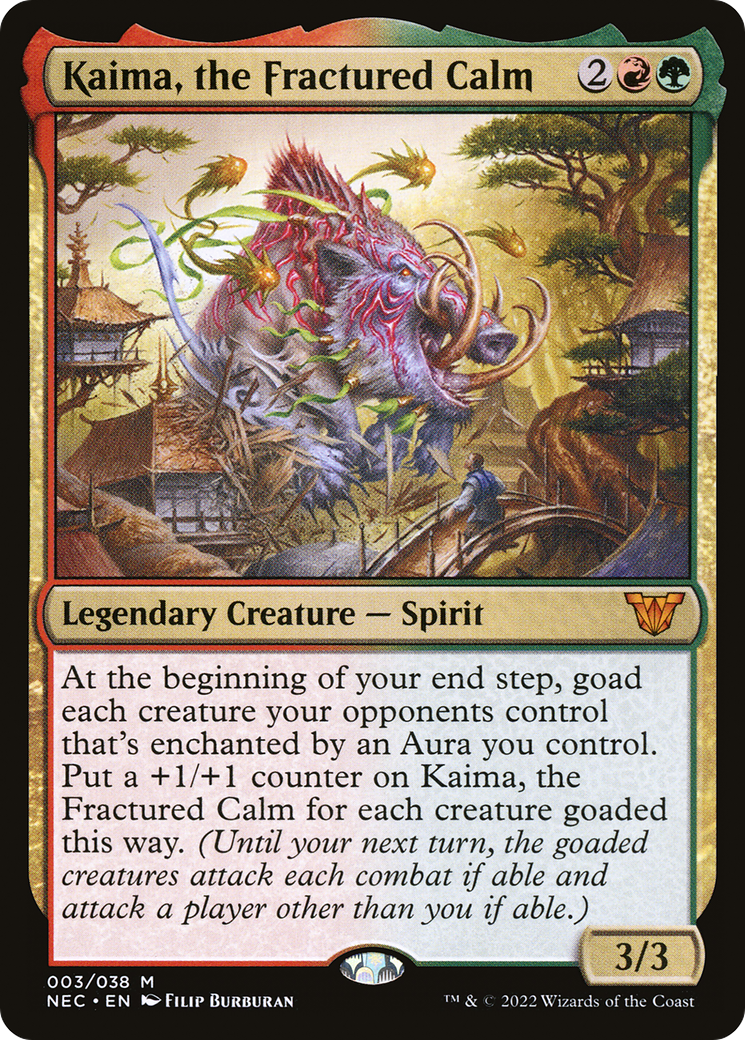 Kaima, the Fractured Calm 2
Legendary Creature — Spirit
At the beginning of your end step, goad
each creature your opponents control
that's enchanted by an Aura you control.
Put a +1/+1 counter on Kaima, the
Fractured Calm for each creature goaded
this way. (Until your next turn, the goaded
creatures attack each combat if able and
attack a player other than you if able.)
3/3
003/038 M
NEC • EN Filip Burburan
™ & © 2022 Wizards of the Coast